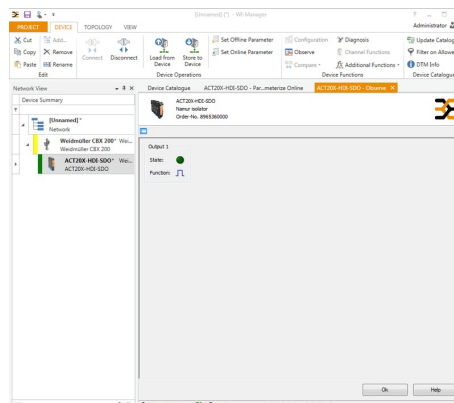 [Unnamed] (*) - WI-Manager
PROJECT DEVICE TOPOLOGY VIEW Administrator
Cut Add...
Copy Remove
Paste Rename
Edit
Connect Disconnect
Load from Device
Store to Device
Set Offline Parameter
Set Online Parameter
Device Operations
Configuration Diagnosis
Observe Channel Functions
Compare Additional Functions
Device Functions
Update Catalog
Filter on Allowe
DTM Info
Device Catalogue
Network View
Device Catalogue ACT20X-HDI-SDO - Par...meterize Online ACT20X-HDI-SDO - Observe
Device Summary
[Unnamed]*
Network
Weidmüller CBX 200* Wei...
Weidmüller CBX 200
ACT20X-HDI-SDO* Wei...
ACT20X-HDI-SDO
ACT20X-HDI-SDO
Namur isolator
Order-No. 8965360000
Output 1
State:
Function:
Ok Help